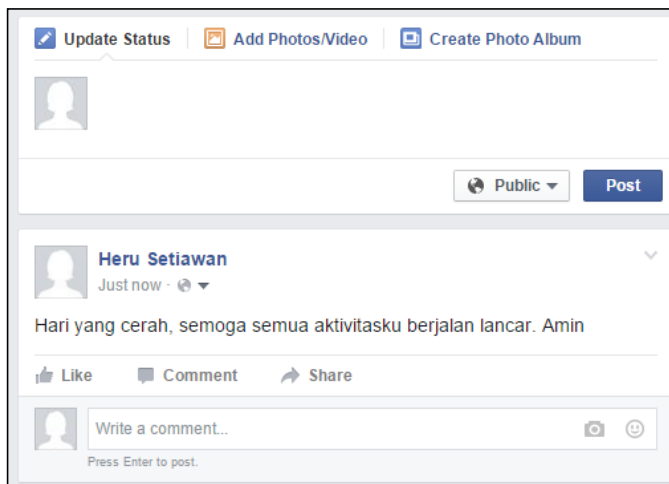 Update Status Add Photos/Video Create Photo Album
Public Post
Heru Setiawan
Just now ·
Hari yang cerah, semoga semua aktivitasku berjalan lancar. Amin
Like Comment Share
Write a comment...
Press Enter to post.